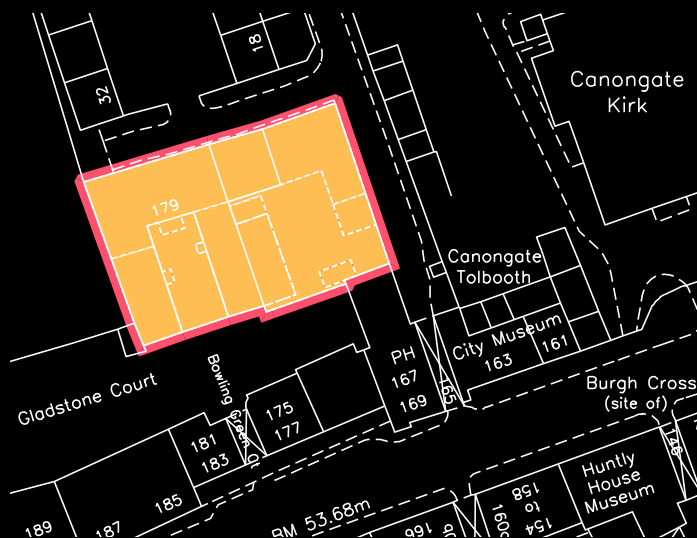 18
32
Canongate
Kirk
179
Canongate
Tolbooth
City Museum
163
161
PH
167
169
165
Burgh Cross
(site of)
Gladstone Court
Bowling
Green Ct
175
177
181
183
185
187
189
BM 53.68m
Huntly
House
Museum
146
158
to
154
166